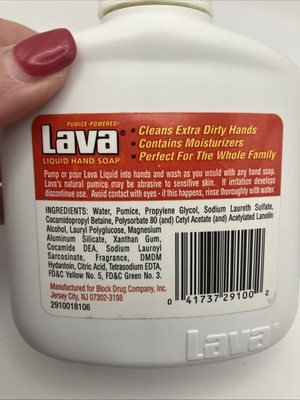 PUMICE-POWERED!
Lava®
LIQUID HAND SOAP
• Cleans Extra Dirty Hands
• Contains Moisturizers
• Perfect For The Whole Family
Pump or pour Lava Liquid into hands and wash as you would with any hand soap.
Lava's natural pumice may be abrasive to sensitive skin. If irritation develops
discontinue use. Avoid contact with eyes - if this happens, rinse thoroughly with water.
INGREDIENTS: Water, Pumice, Propylene Glycol, Sodium Laureth Sulfate,
Cocamidopropyl Betaine, Polysorbate 80 (and) Cetyl Acetate (and) Acetylated Lanolin
Alcohol, Lauryl Polyglucose, Magnesium
Aluminum Silicate, Xanthan Gum,
Cocamide DEA, Sodium Lauroyl
Sarcosinate, Fragrance, DMDM
Hydantoin, Citric Acid, Tetrasodium EDTA,
FD&C Yellow No. 5, FD&C Green No. 3.
Manufactured for Block Drug Company, Inc.
Jersey City, NJ 07302-3198
2910018106
0 41737 29100 2
Lava